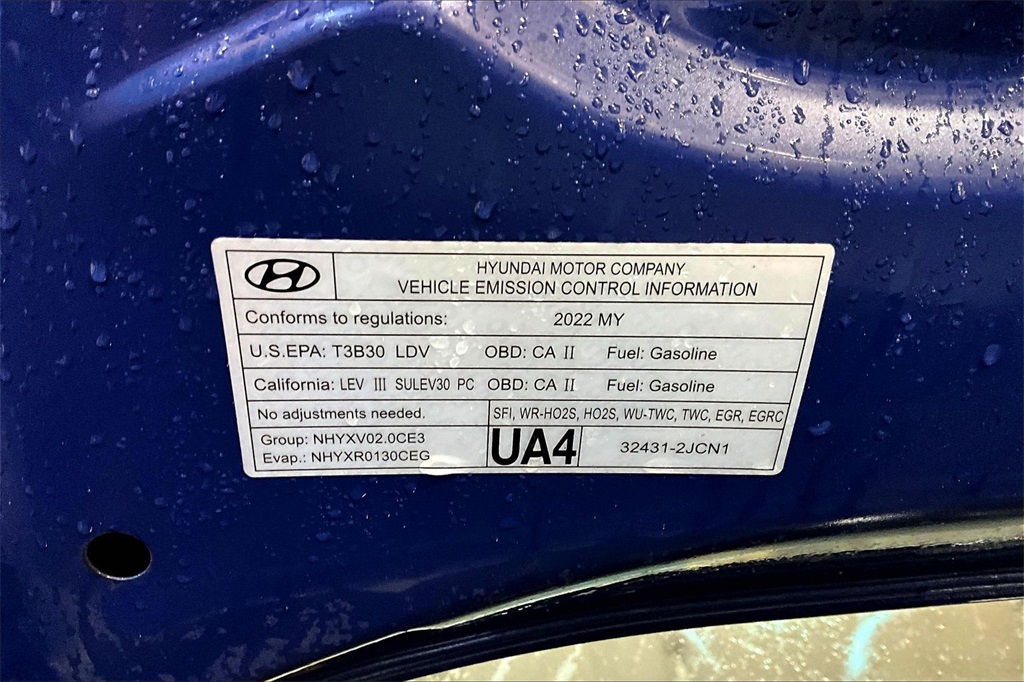 HYUNDAI MOTOR COMPANY
VEHICLE EMISSION CONTROL INFORMATION
Conforms to regulations: 2022 MY
U.S.EPA: T3B30 LDV OBD: CA II Fuel: Gasoline
California: LEV III SULEV30 PC OBD: CA II Fuel: Gasoline
No adjustments needed. SFI, WR-HO2S, HO2S, WU-TWC, TWC, EGR, EGRC
Group: NHYXV02.0CE3
Evap.: NHYXR0130CEG
UA4
32431-2JCN1